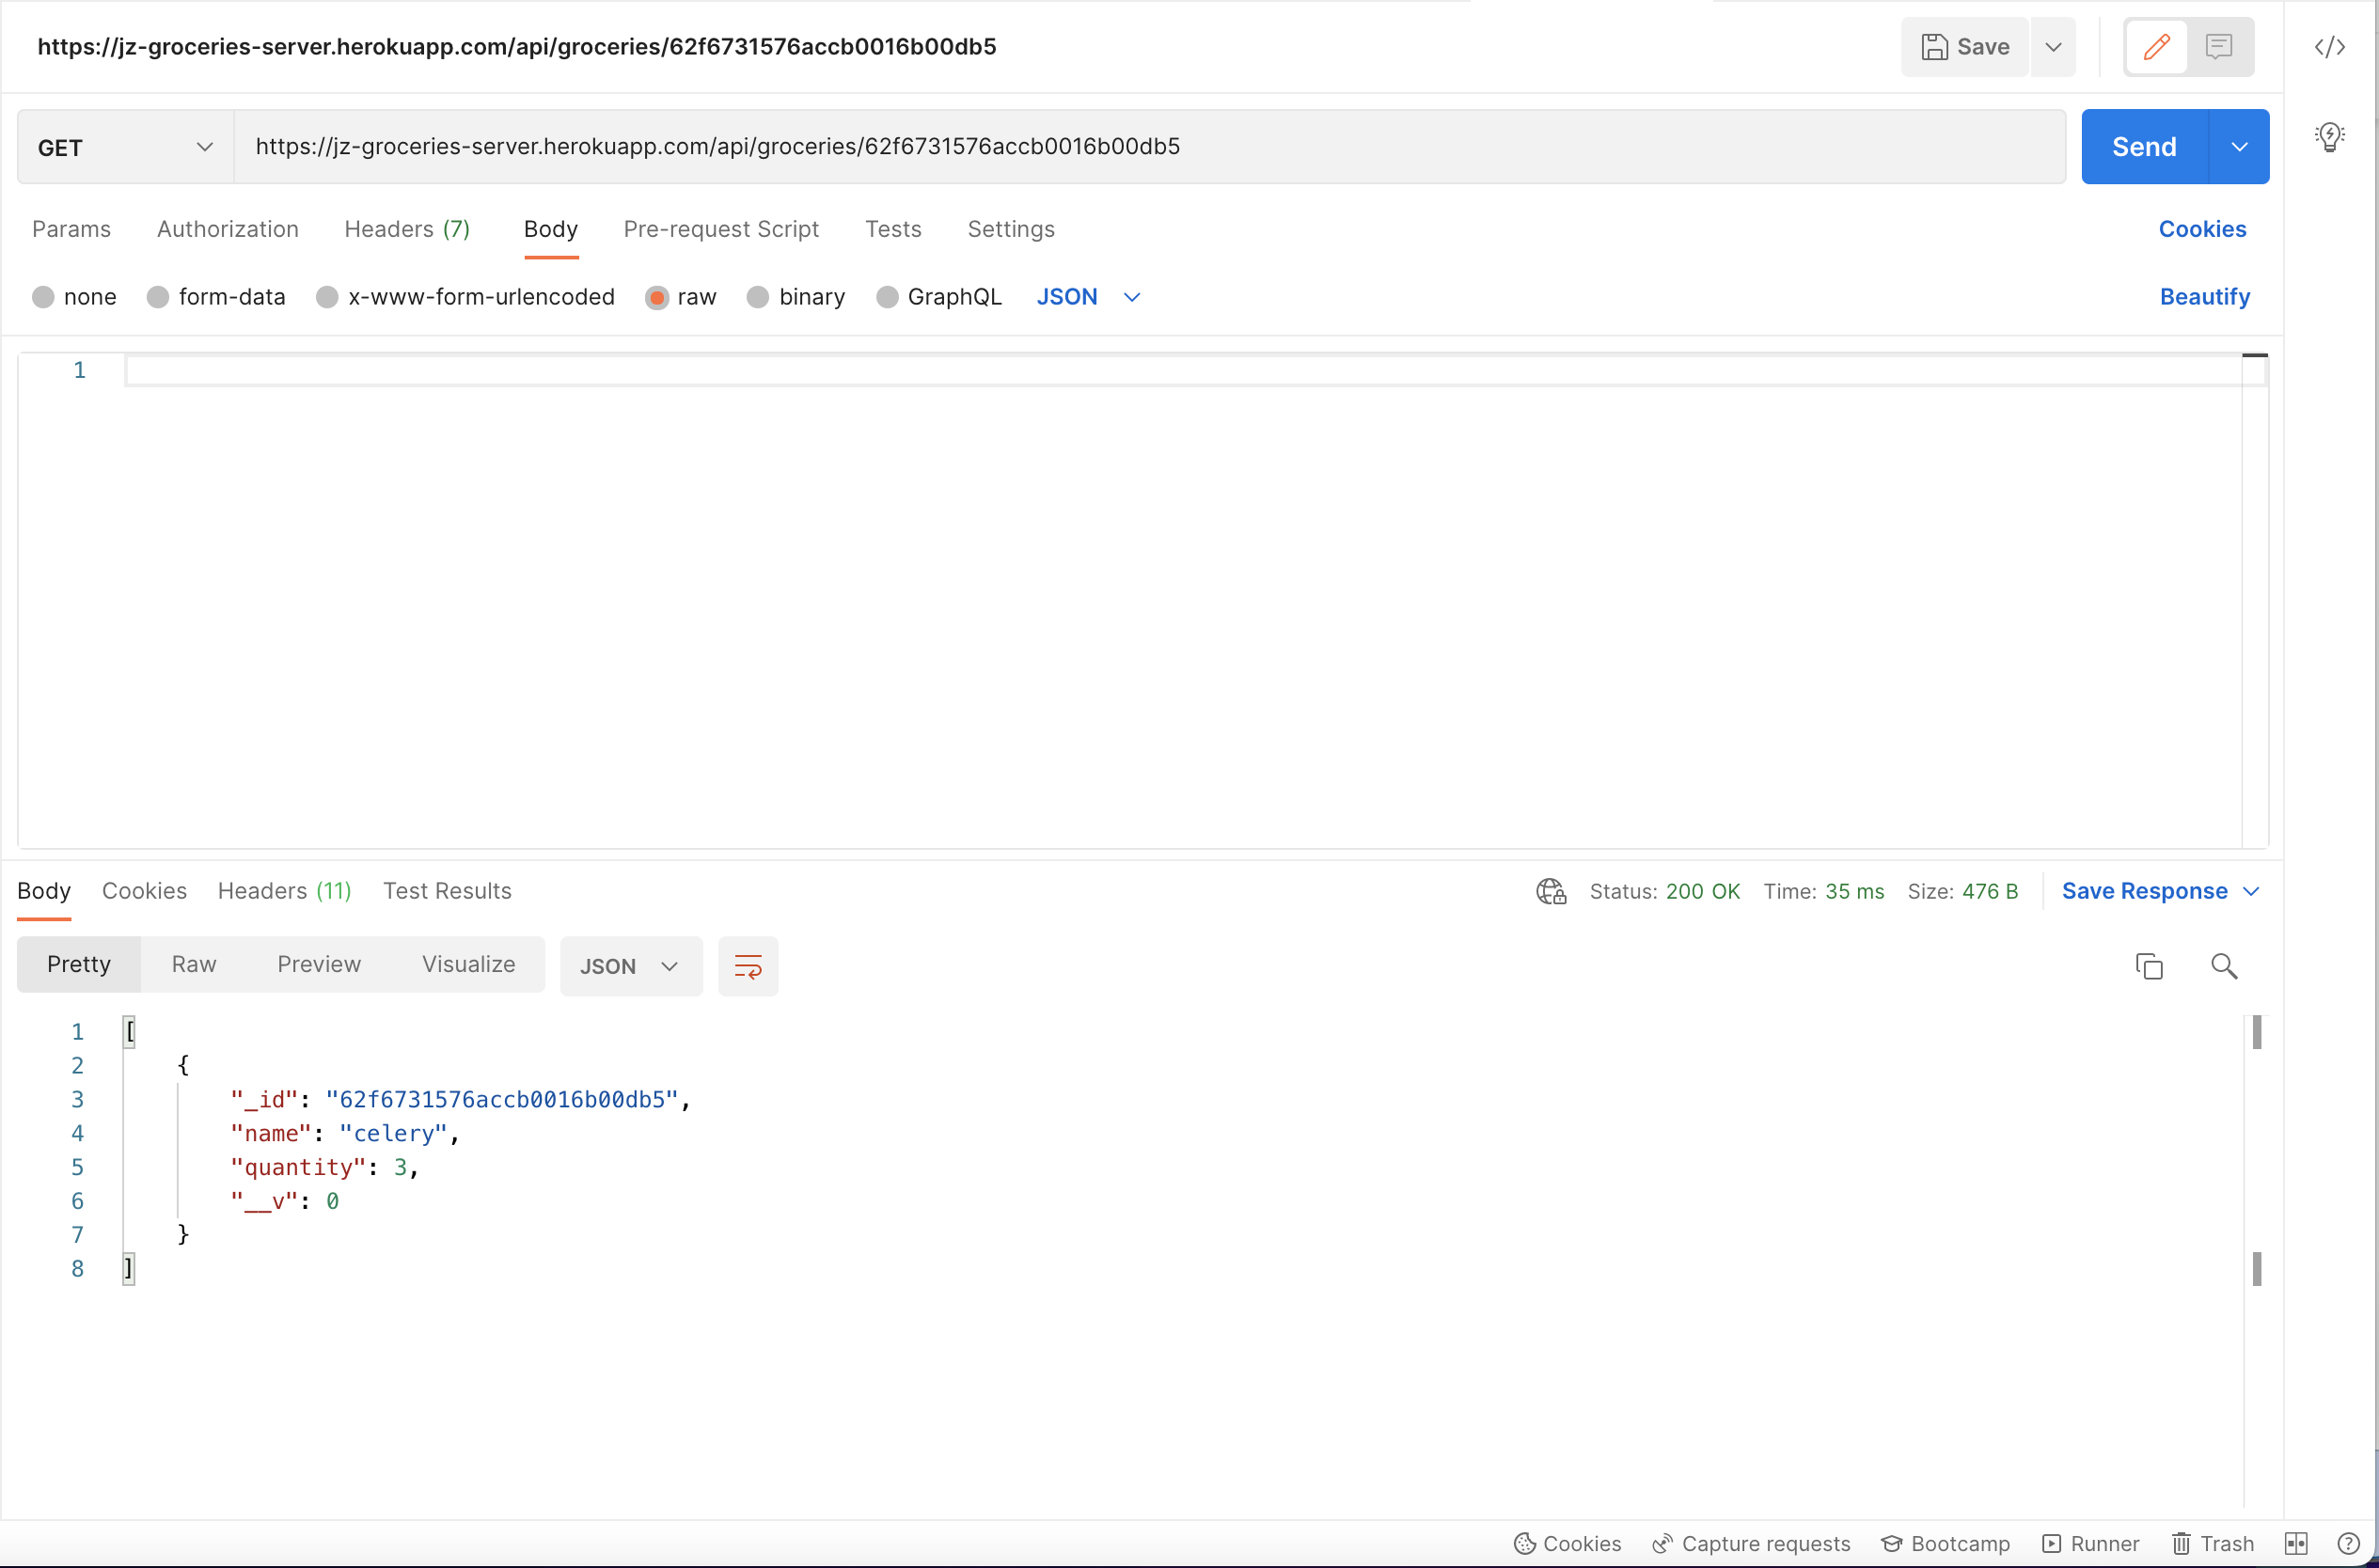 https://jz-groceries-server.herokuapp.com/api/groceries/62f6731576accb0016b00db5
Save
GET
https://jz-groceries-server.herokuapp.com/api/groceries/62f6731576accb0016b00db5
Send
Params Authorization Headers (7) Body Pre-request Script Tests Settings Cookies
none form-data x-www-form-urlencoded raw binary GraphQL JSON Beautify
1
Body Cookies Headers (11) Test Results Status: 200 OK Time: 35 ms Size: 476 B Save Response
Pretty Raw Preview Visualize JSON
1 [
2 {
3 "_id": "62f6731576accb0016b00db5",
4 "name": "celery",
5 "quantity": 3,
6 "__v": 0
7 }
8 ]
Cookies Capture requests Bootcamp Runner Trash